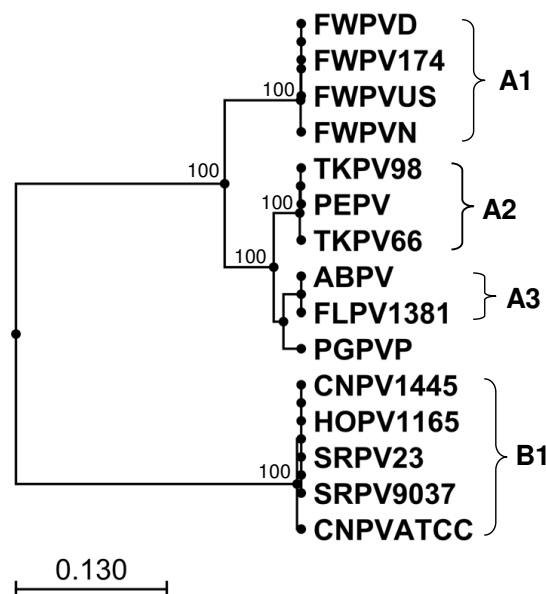 FWPVD
FWPV174
A1
100
FWPVUS
FWPVN
100
TKPV98
100
PEPV
A2
TKPV66
100
ABPV
A3
FLPV1381
PGPVP
CNPV1445
HOPV1165
SRPV23
B1
100
SRPV9037
CNPVATCC
0.130